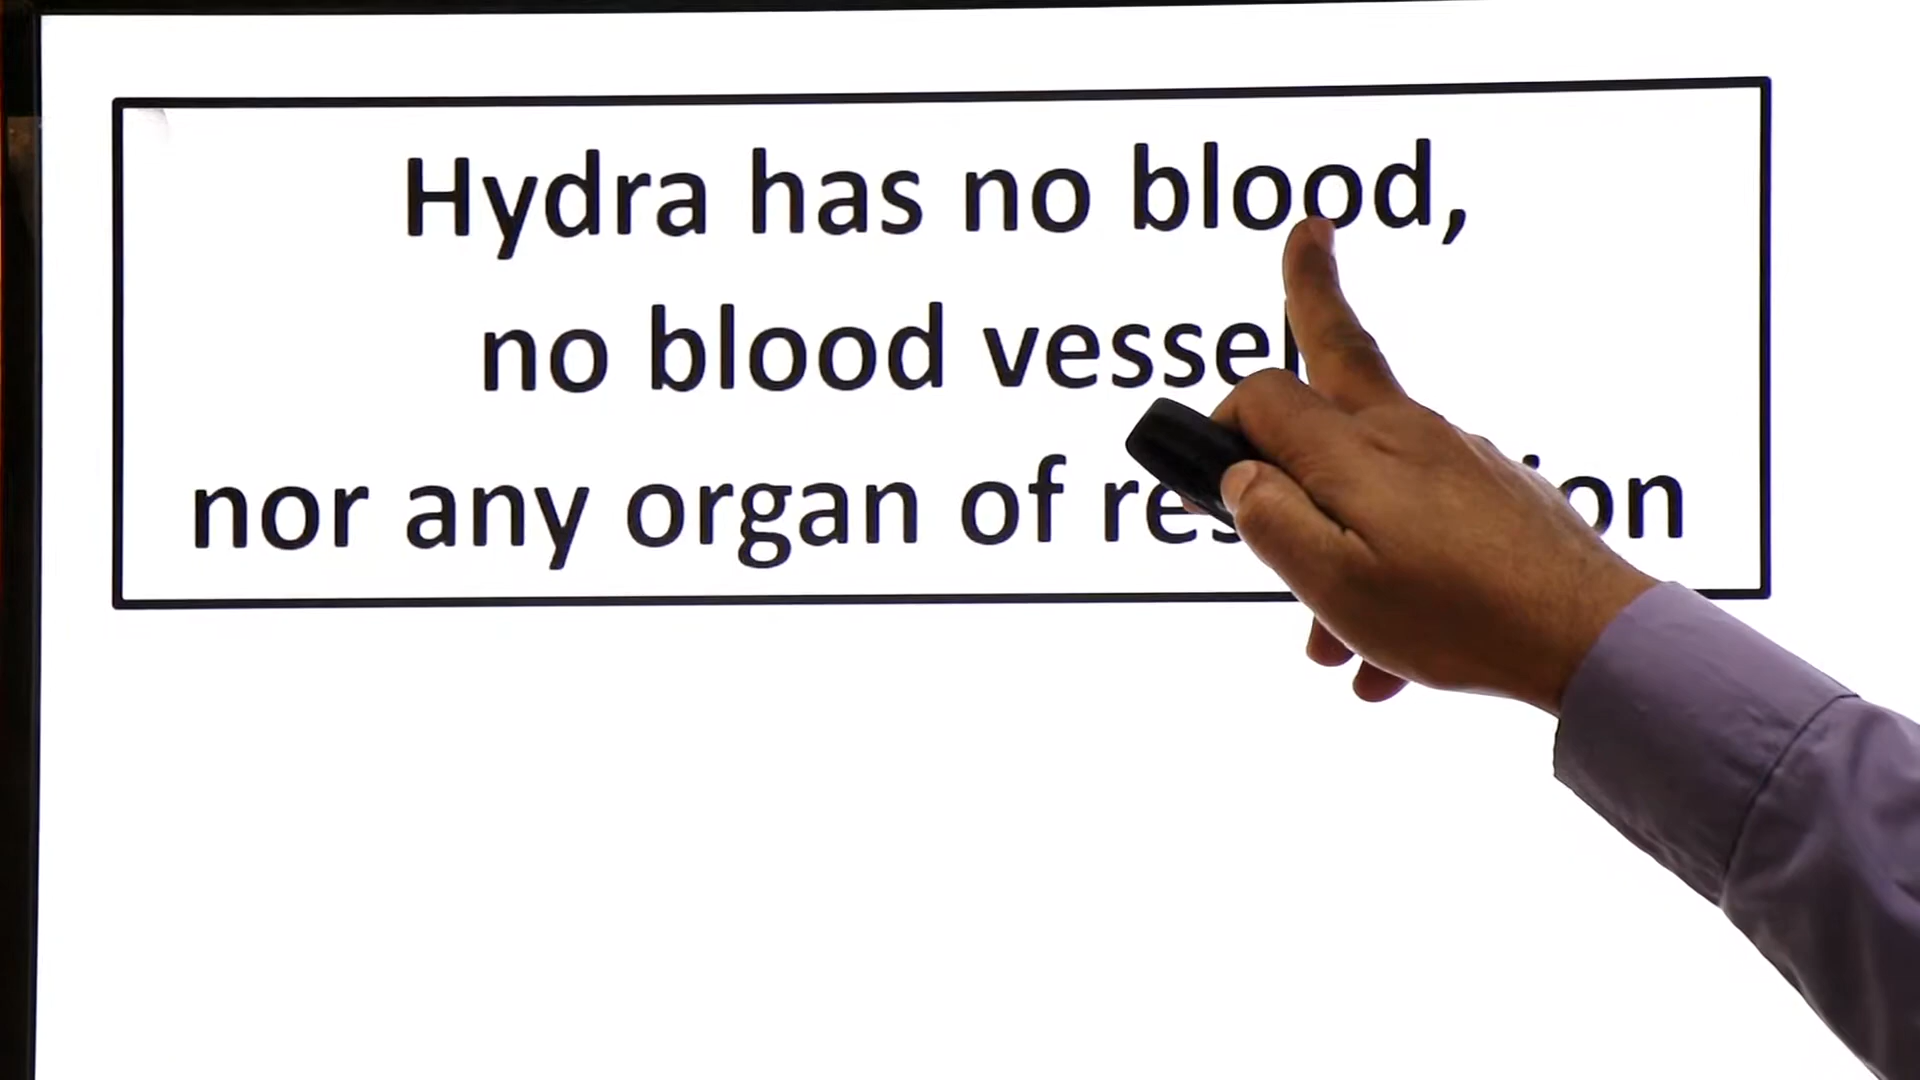 Hydra has no blood,
no blood vessel
nor any organ of